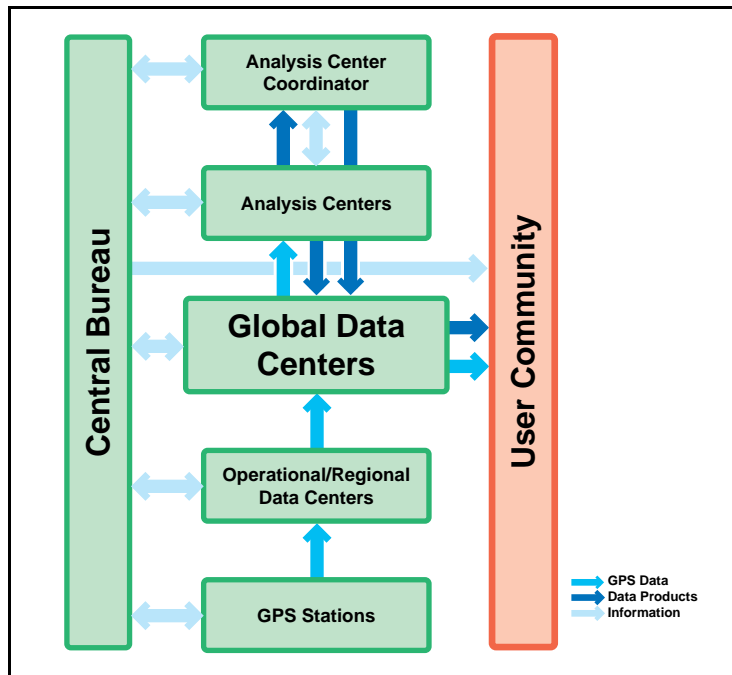 Analysis Center
Coordinator
Analysis Centers
Central Bureau
Global Data
Centers
User Community
Operational/Regional
Data Centers
GPS Stations
GPS Data
Data Products
Information